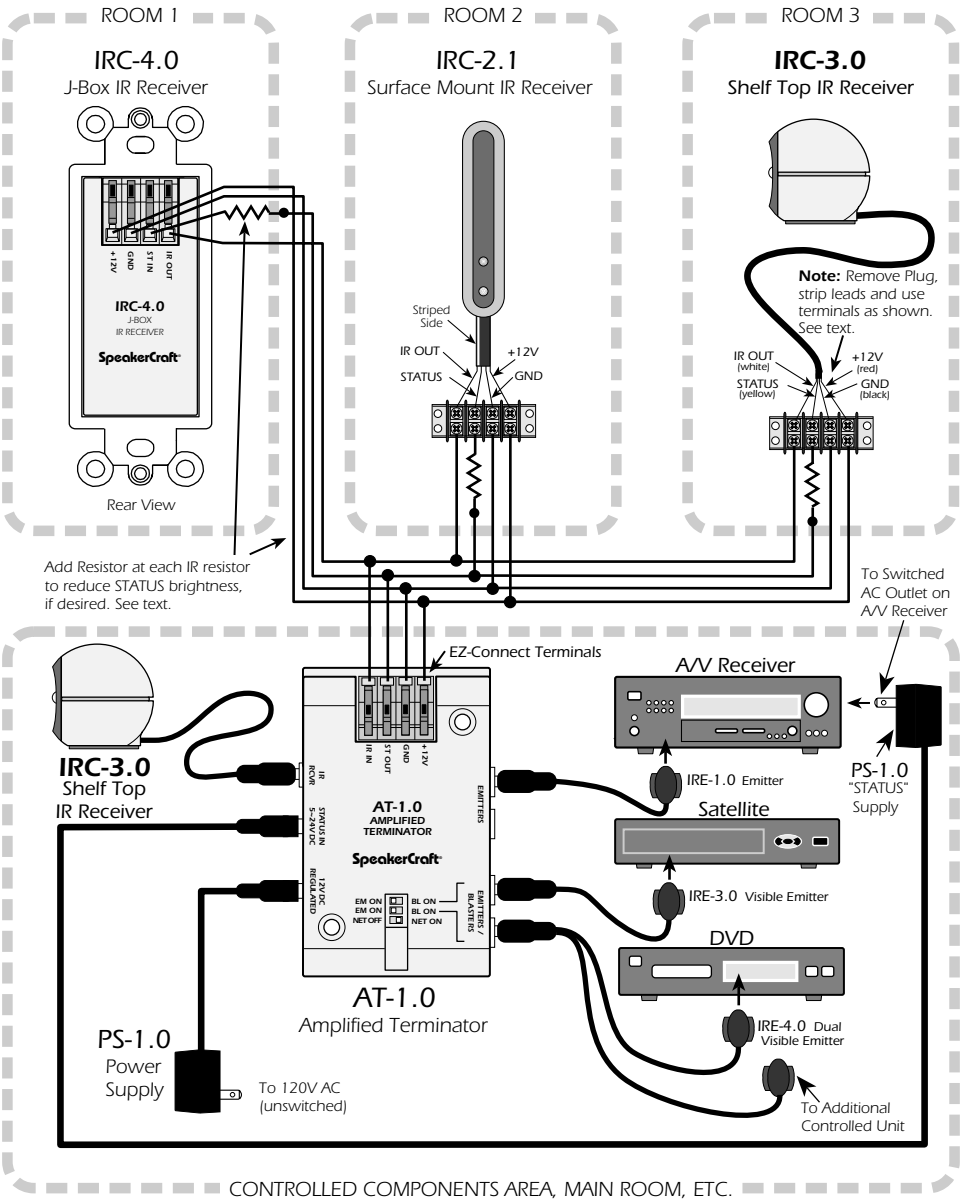 ROOM 1
IRC-4.0
J-Box IR Receiver
+12V
GND
ST IN
IR OUT
IRC-4.0
J-BOX
IR RECEIVER
SpeakerCraft®
Rear View
ROOM 2
IRC-2.1
Surface Mount IR Receiver
Striped
Side
IR OUT
+12V
STATUS
GND
ROOM 3
IRC-3.0
Shelf Top IR Receiver
Note: Remove Plug,
strip leads and use
terminals as shown.
See text.
IR OUT
(white)
+12V
(red)
STATUS
(yellow)
GND
(black)
Add Resistor at each IR resistor
to reduce STATUS brightness,
if desired. See text.
To Switched
AC Outlet on
A/V Receiver
EZ-Connect Terminals
IRC-3.0
Shelf Top
IR Receiver
IR IN
ST OUT
GND
+12V
IR
RCVR
STATUS IN
5-24V DC
12V DC
REGULATED
EMITTERS
AT-1.0
AMPLIFIED
TERMINATOR
SpeakerCraft®
EM ON
BL ON
EM ON
BL ON
NET OFF
NET ON
EMITTERS /
BLASTERS
AT-1.0
Amplified Terminator
A/V Receiver
IRE-1.0 Emitter
PS-1.0
"STATUS"
Supply
Satellite
IRE-3.0 Visible Emitter
DVD
IRE-4.0 Dual
Visible Emitter
To Additional
Controlled Unit
PS-1.0
Power
Supply
To 120V AC
(unswitched)
CONTROLLED COMPONENTS AREA, MAIN ROOM, ETC.